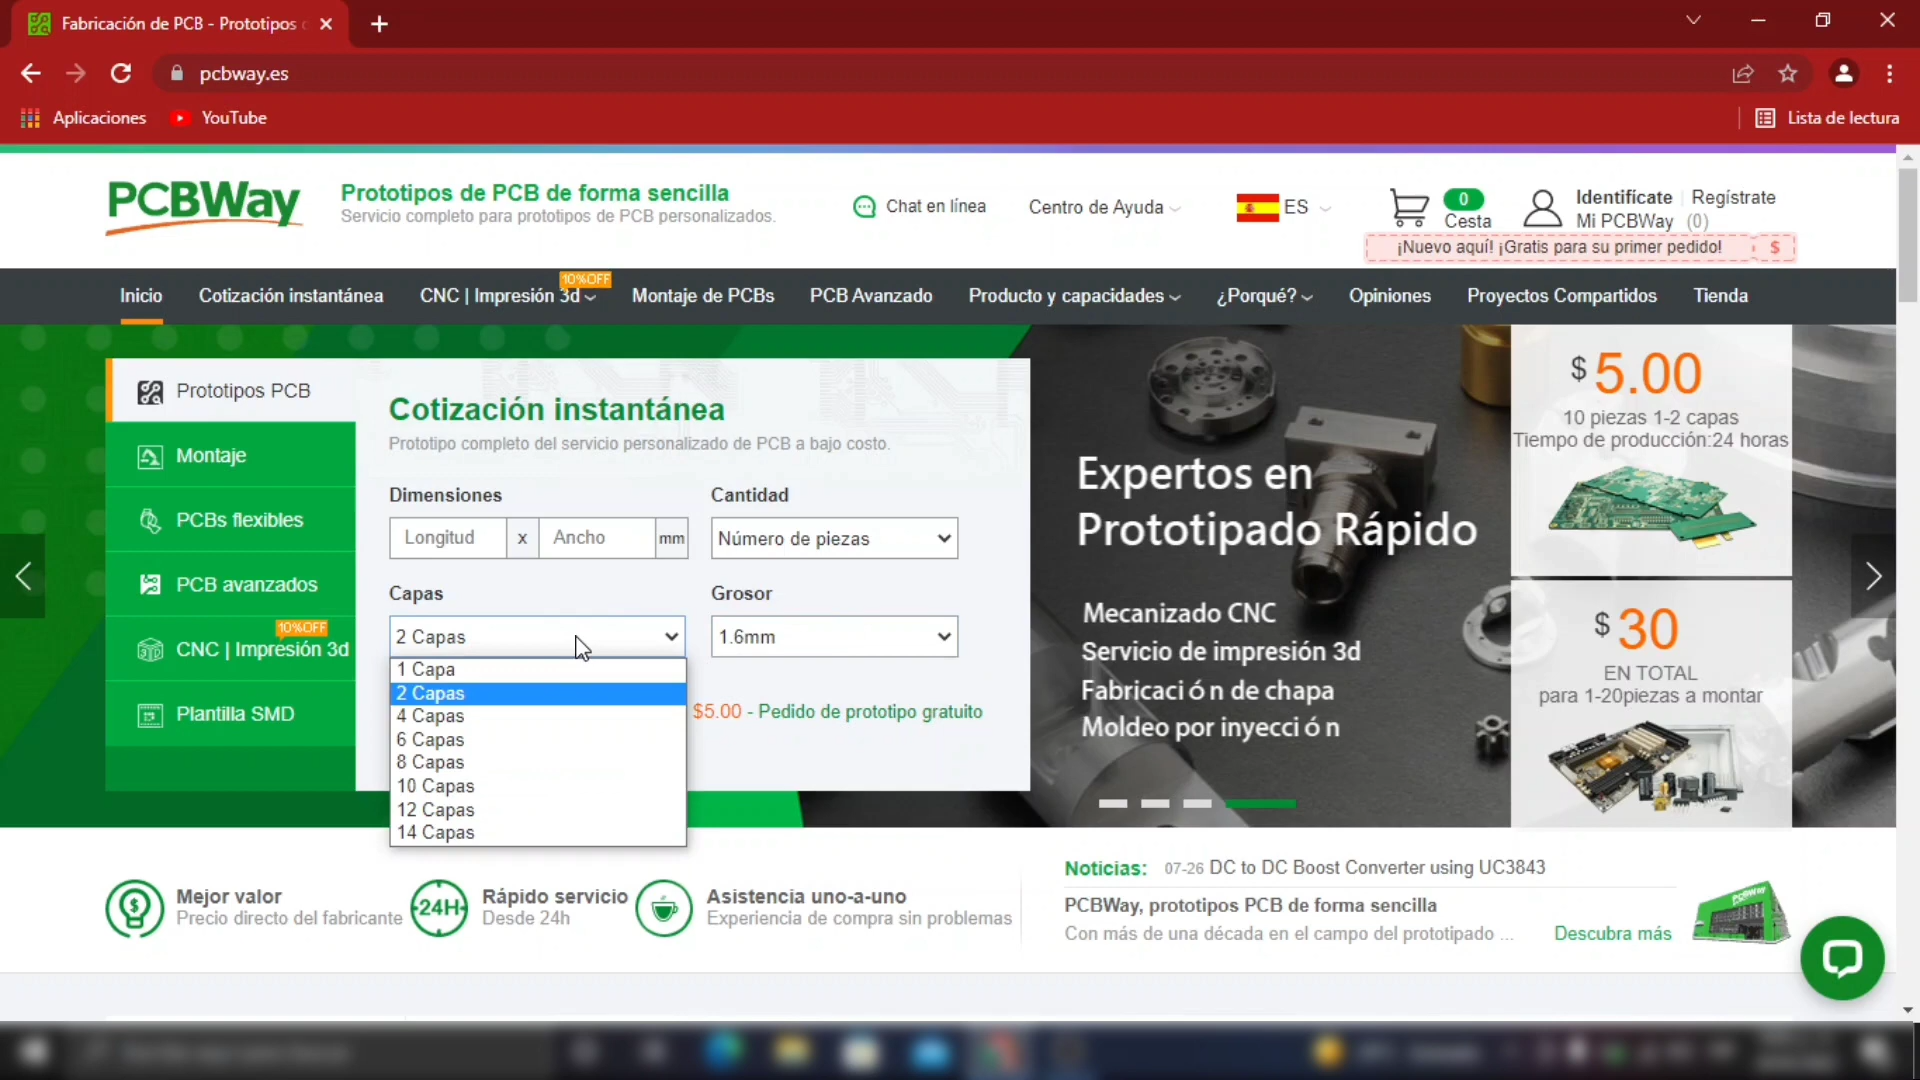 Fabricación de PCB - Prototipos
pcbway.es
Aplicaciones
YouTube
Lista de lectura
PCBWay
Prototipos de PCB de forma sencilla
Servicio completo para prototipos de PCB personalizados.
Chat en línea
Centro de Ayuda
ES
0
Cesta
Identifícate
Regístrate
Mi PCBWay (0)
¡Nuevo aquí! ¡Gratis para su primer pedido!
$
10%OFF
Inicio
Cotización instantánea
CNC | Impresión 3d
Montaje de PCBs
PCB Avanzado
Producto y capacidades
¿Porqué?
Opiniones
Proyectos Compartidos
Tienda
Prototipos PCB
Montaje
PCBs flexibles
PCB avanzados
10%OFF
CNC | Impresión 3d
Plantilla SMD
Cotización instantánea
Prototipo completo del servicio personalizado de PCB a bajo costo.
Dimensiones
Cantidad
Longitud
x
Ancho
mm
Número de piezas
Capas
Grosor
2 Capas
1.6mm
1 Capa
2 Capas
4 Capas
6 Capas
8 Capas
10 Capas
12 Capas
14 Capas
$5.00 - Pedido de prototipo gratuito
Expertos en
Prototipado Rápido
Mecanizado CNC
Servicio de impresión 3d
Fabricaci ó n de chapa
Moldeo por inyecci ó n
$ 5.00
10 piezas 1-2 capas
Tiempo de producción:24 horas
$ 30
EN TOTAL
para 1-20piezas a montar
Mejor valor
Precio directo del fabricante
24H
Rápido servicio
Desde 24h
Asistencia uno-a-uno
Experiencia de compra sin problemas
Noticias: 07-26 DC to DC Boost Converter using UC3843
PCBWay, prototipos PCB de forma sencilla
Con más de una década en el campo del prototipado ...
Descubra más